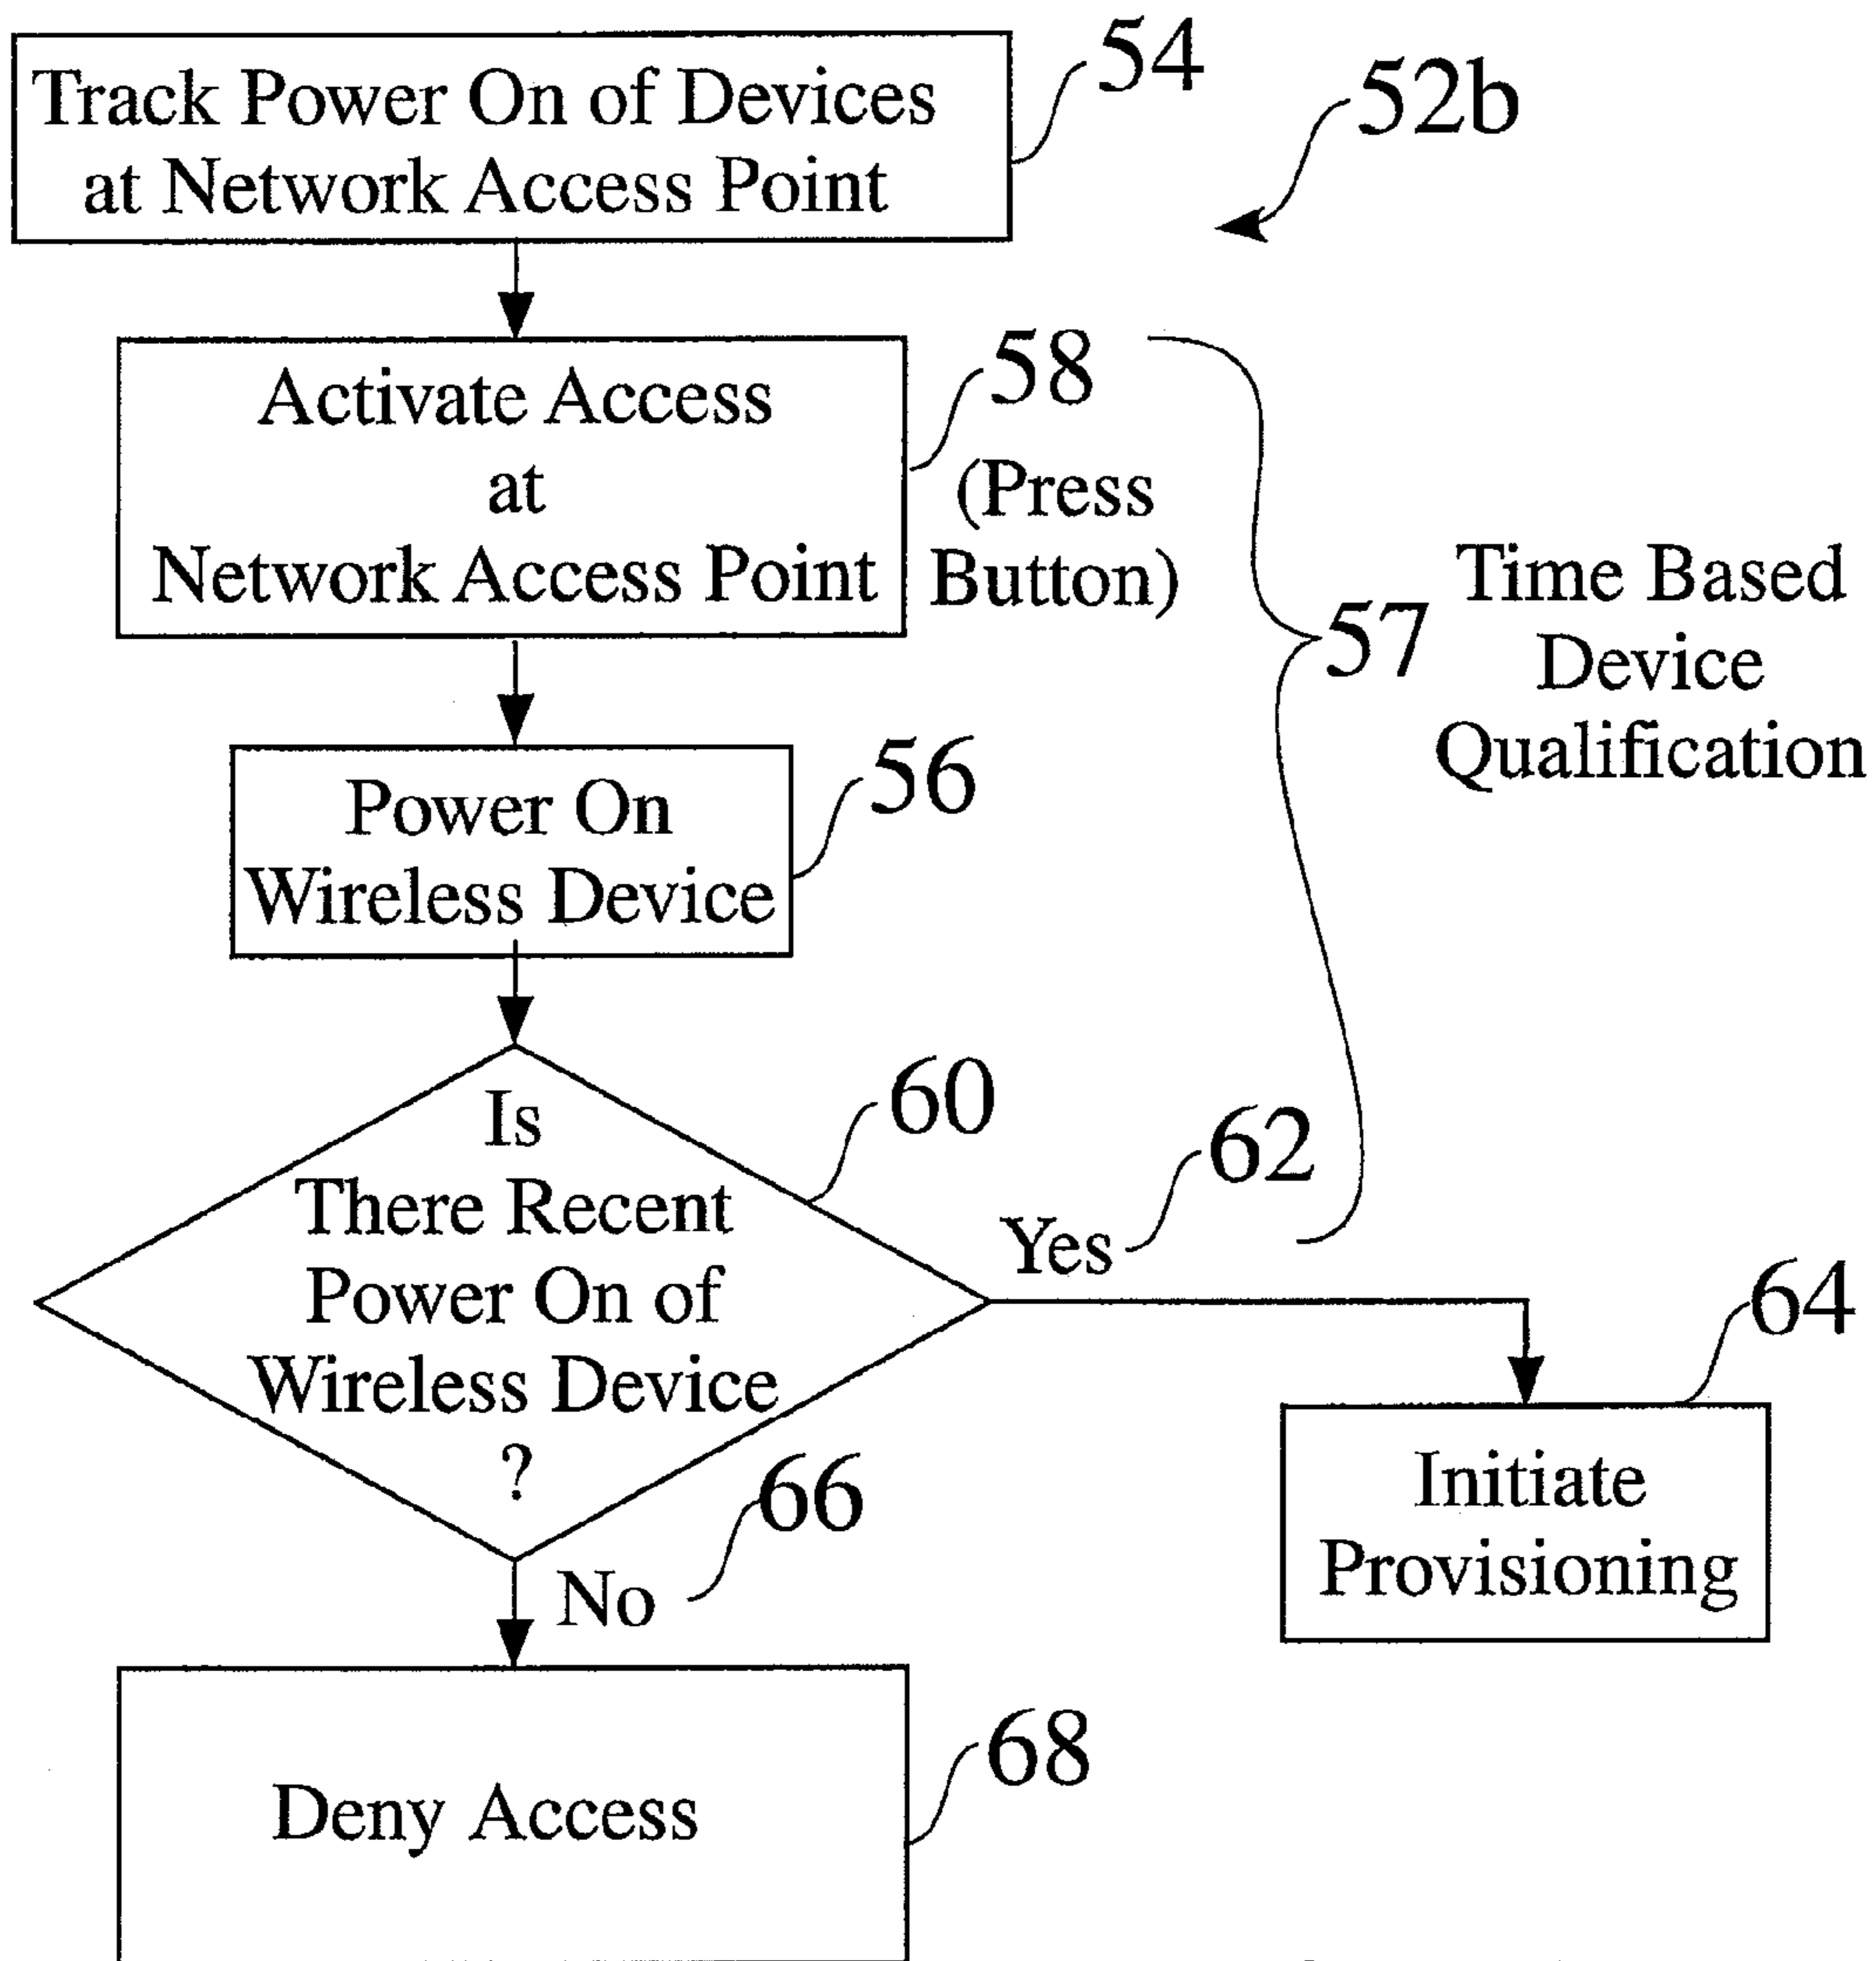 Track Power On of Devices
at Network Access Point
54
52b
Activate Access
at
Network Access Point
58
(Press
Button)
57
Time Based
Device
Qualification
Power On
Wireless Device
56
Is
There Recent
Power On of
Wireless Device
?
60
Yes
62
64
Initiate
Provisioning
No
66
Deny Access
68